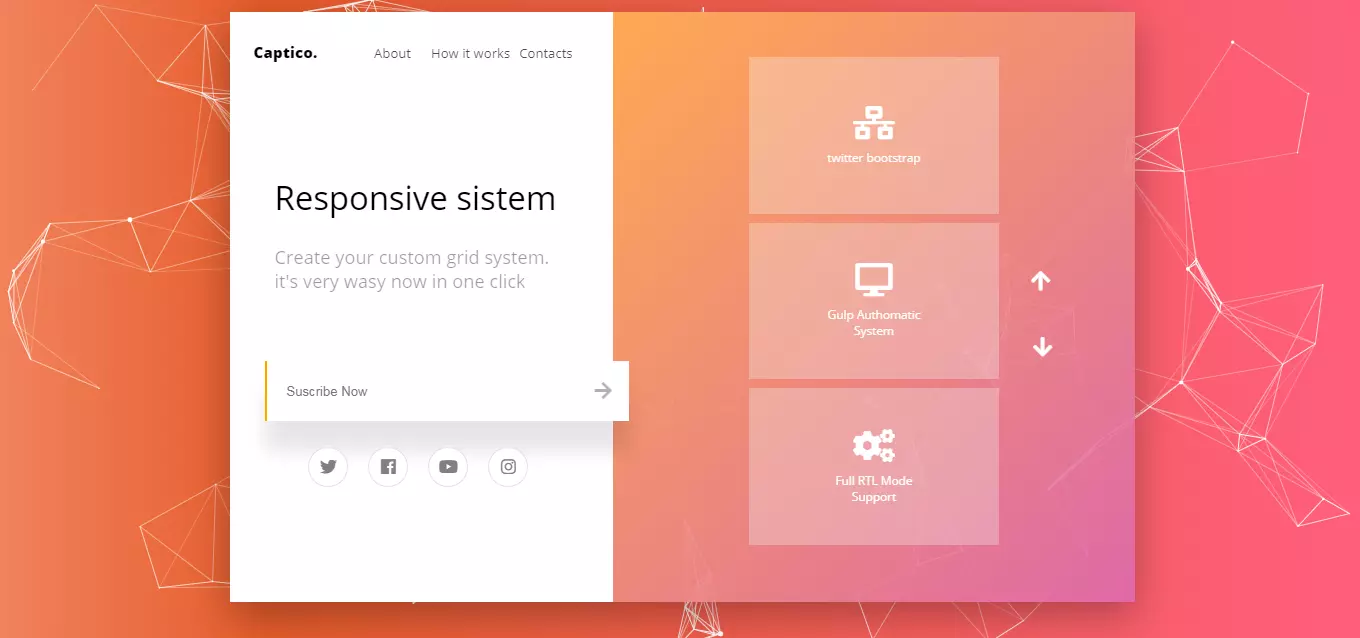 Captico.
About How it works Contacts
Responsive sistem
Create your custom grid system.
it's very wasy now in one click
Suscribe Now
twitter bootstrap
Gulp Authomatic
System
Full RTL Mode
Support